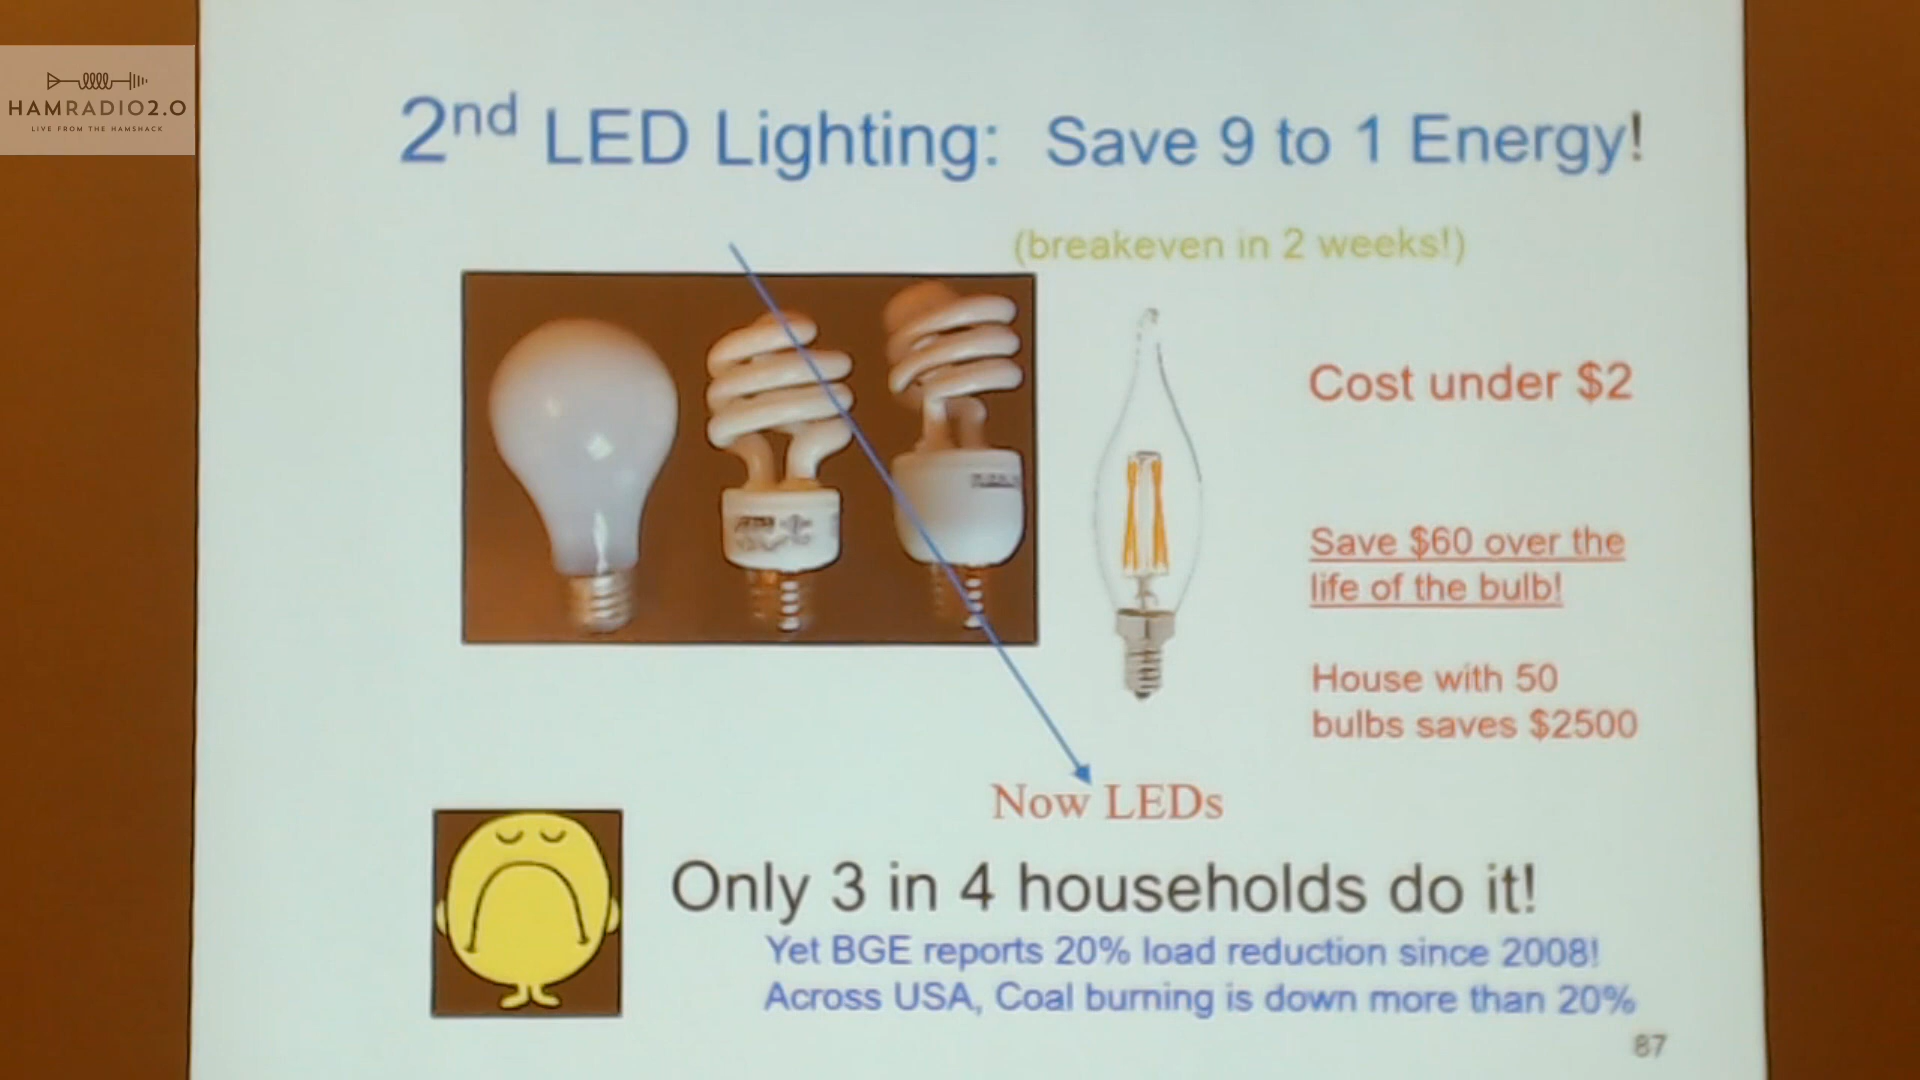 HAMRADIO2.0
LIVE FROM THE HAMSHACK
2nd LED Lighting: Save 9 to 1 Energy!
(breakeven in 2 weeks!)
Cost under $2
Save $60 over the
life of the bulb!
House with 50
bulbs saves $2500
Now LEDs
Only 3 in 4 households do it!
Yet BGE reports 20% load reduction since 2008!
Across USA, Coal burning is down more than 20%
87